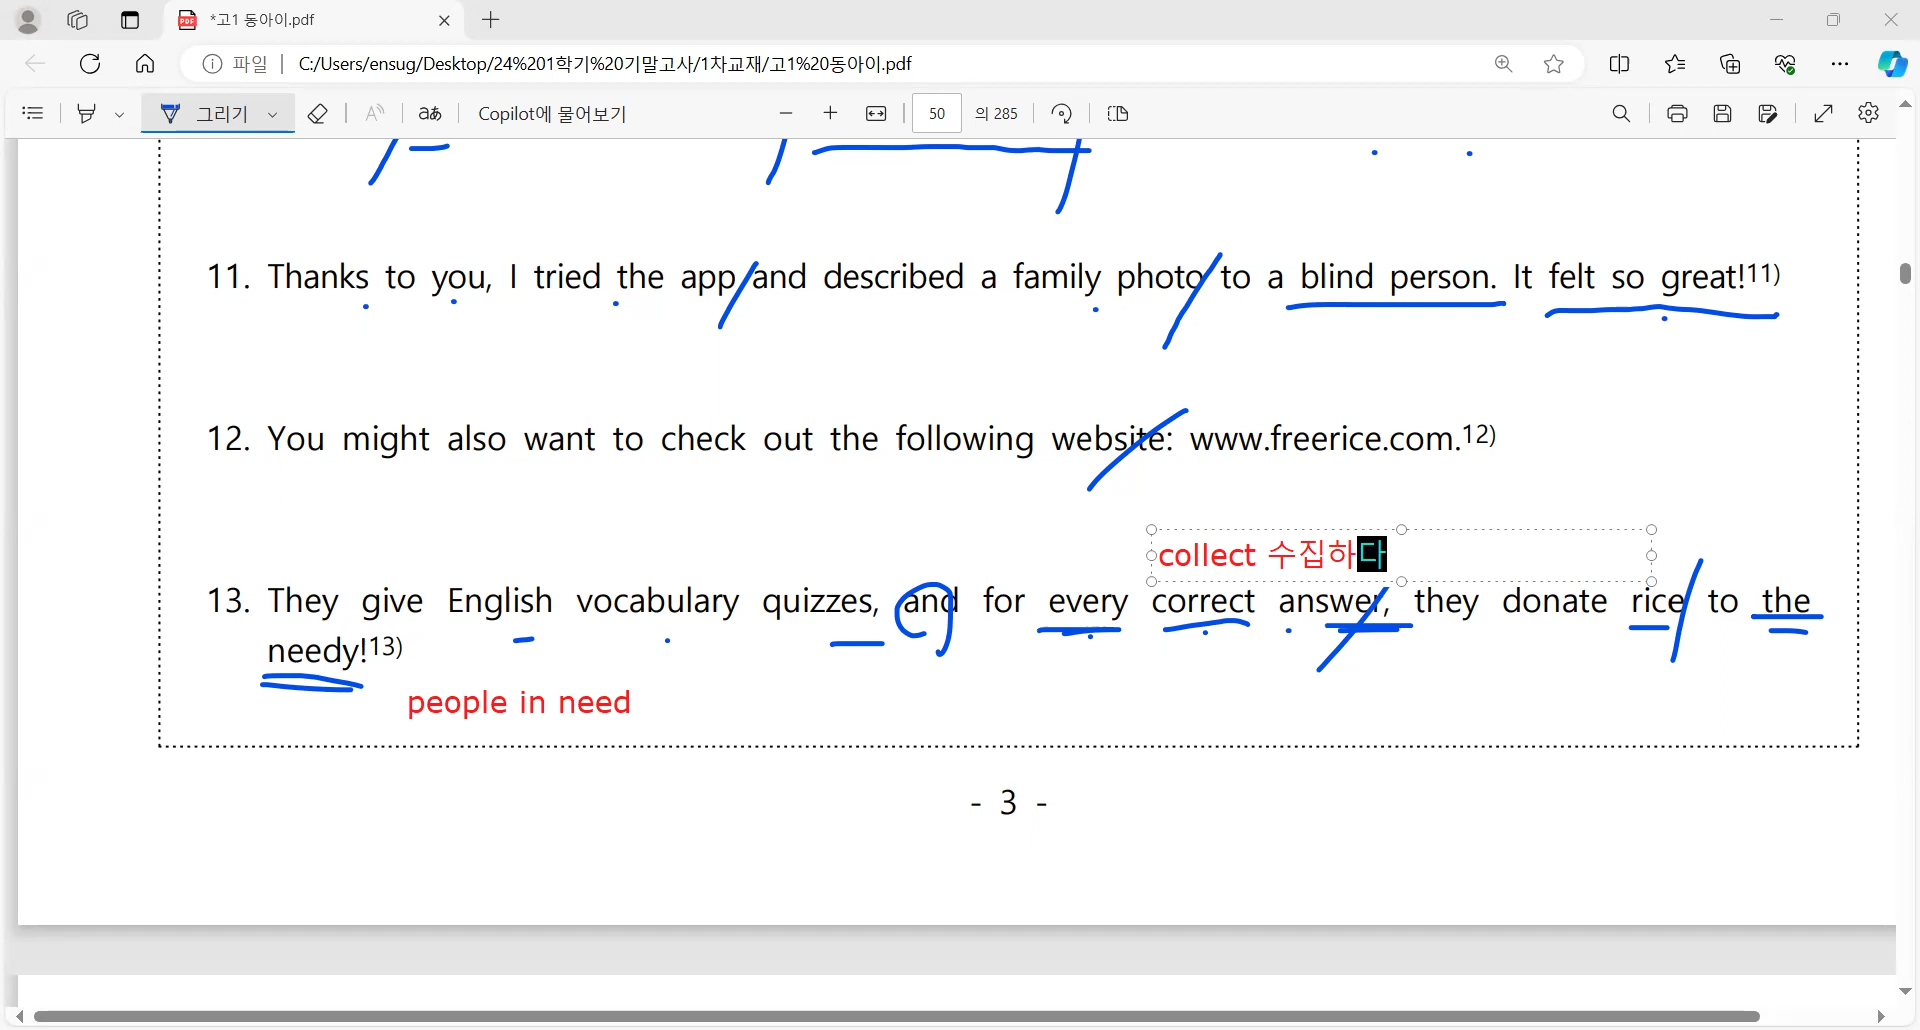 *고1 동아이.pdf
파일 | C:/Users/ensug/Desktop/24%201학기%20기말고사/1차교재/고1%20동아이.pdf
그리기 aあ Copilot에 물어보기 50 의 285
11. Thanks to you, I tried the app and described a family photo to a blind person. It felt so great!11)
12. You might also want to check out the following website: www.freerice.com.12)
collect 수집하다
13. They give English vocabulary quizzes, and for every correct answer, they donate rice to the
needy!13)
people in need
- 3 -